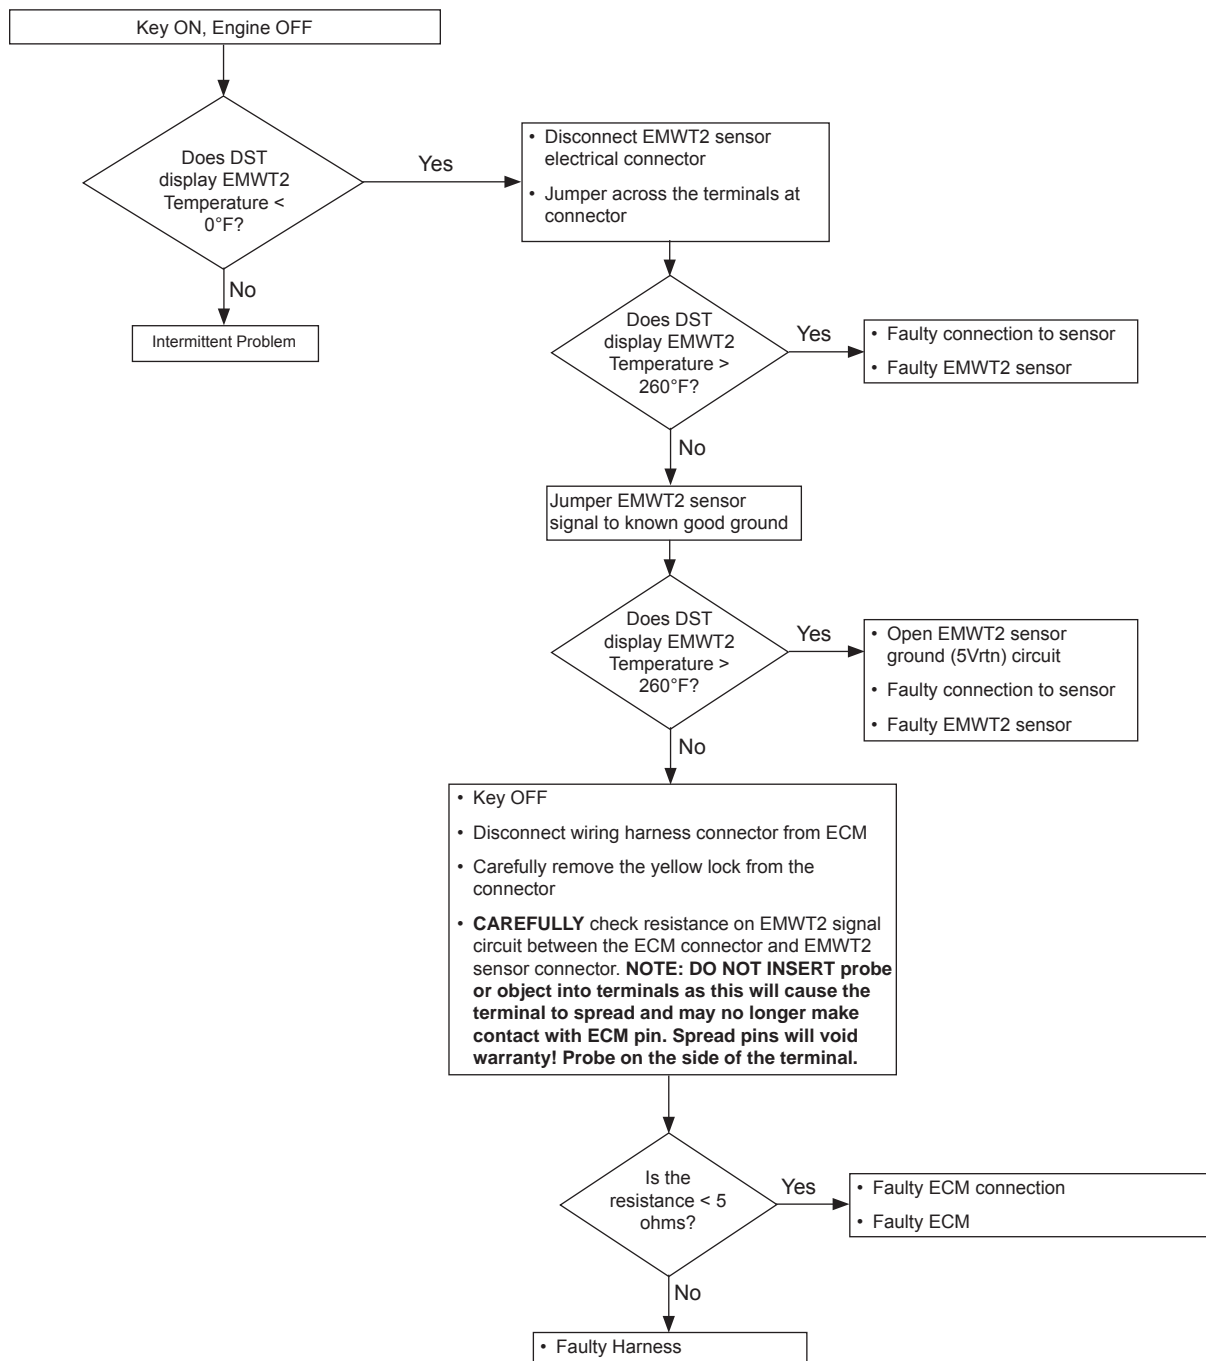 Key ON, Engine OFF
Does DST
display EMWT2
Temperature <
0°F?
Yes
• Disconnect EMWT2 sensor
electrical connector
• Jumper across the terminals at
connector
No
Intermittent Problem
Does DST
display EMWT2
Temperature >
260°F?
Yes
• Faulty connection to sensor
• Faulty EMWT2 sensor
No
Jumper EMWT2 sensor
signal to known good ground
Does DST
display EMWT2
Temperature >
260°F?
Yes
• Open EMWT2 sensor
ground (5Vrtn) circuit
• Faulty connection to sensor
• Faulty EMWT2 sensor
No
• Key OFF
• Disconnect wiring harness connector from ECM
• Carefully remove the yellow lock from the
connector
• CAREFULLY check resistance on EMWT2 signal
circuit between the ECM connector and EMWT2
sensor connector. NOTE: DO NOT INSERT probe
or object into terminals as this will cause the
terminal to spread and may no longer make
contact with ECM pin. Spread pins will void
warranty! Probe on the side of the terminal.
Is the
resistance < 5
ohms?
Yes
• Faulty ECM connection
• Faulty ECM
No
• Faulty Harness